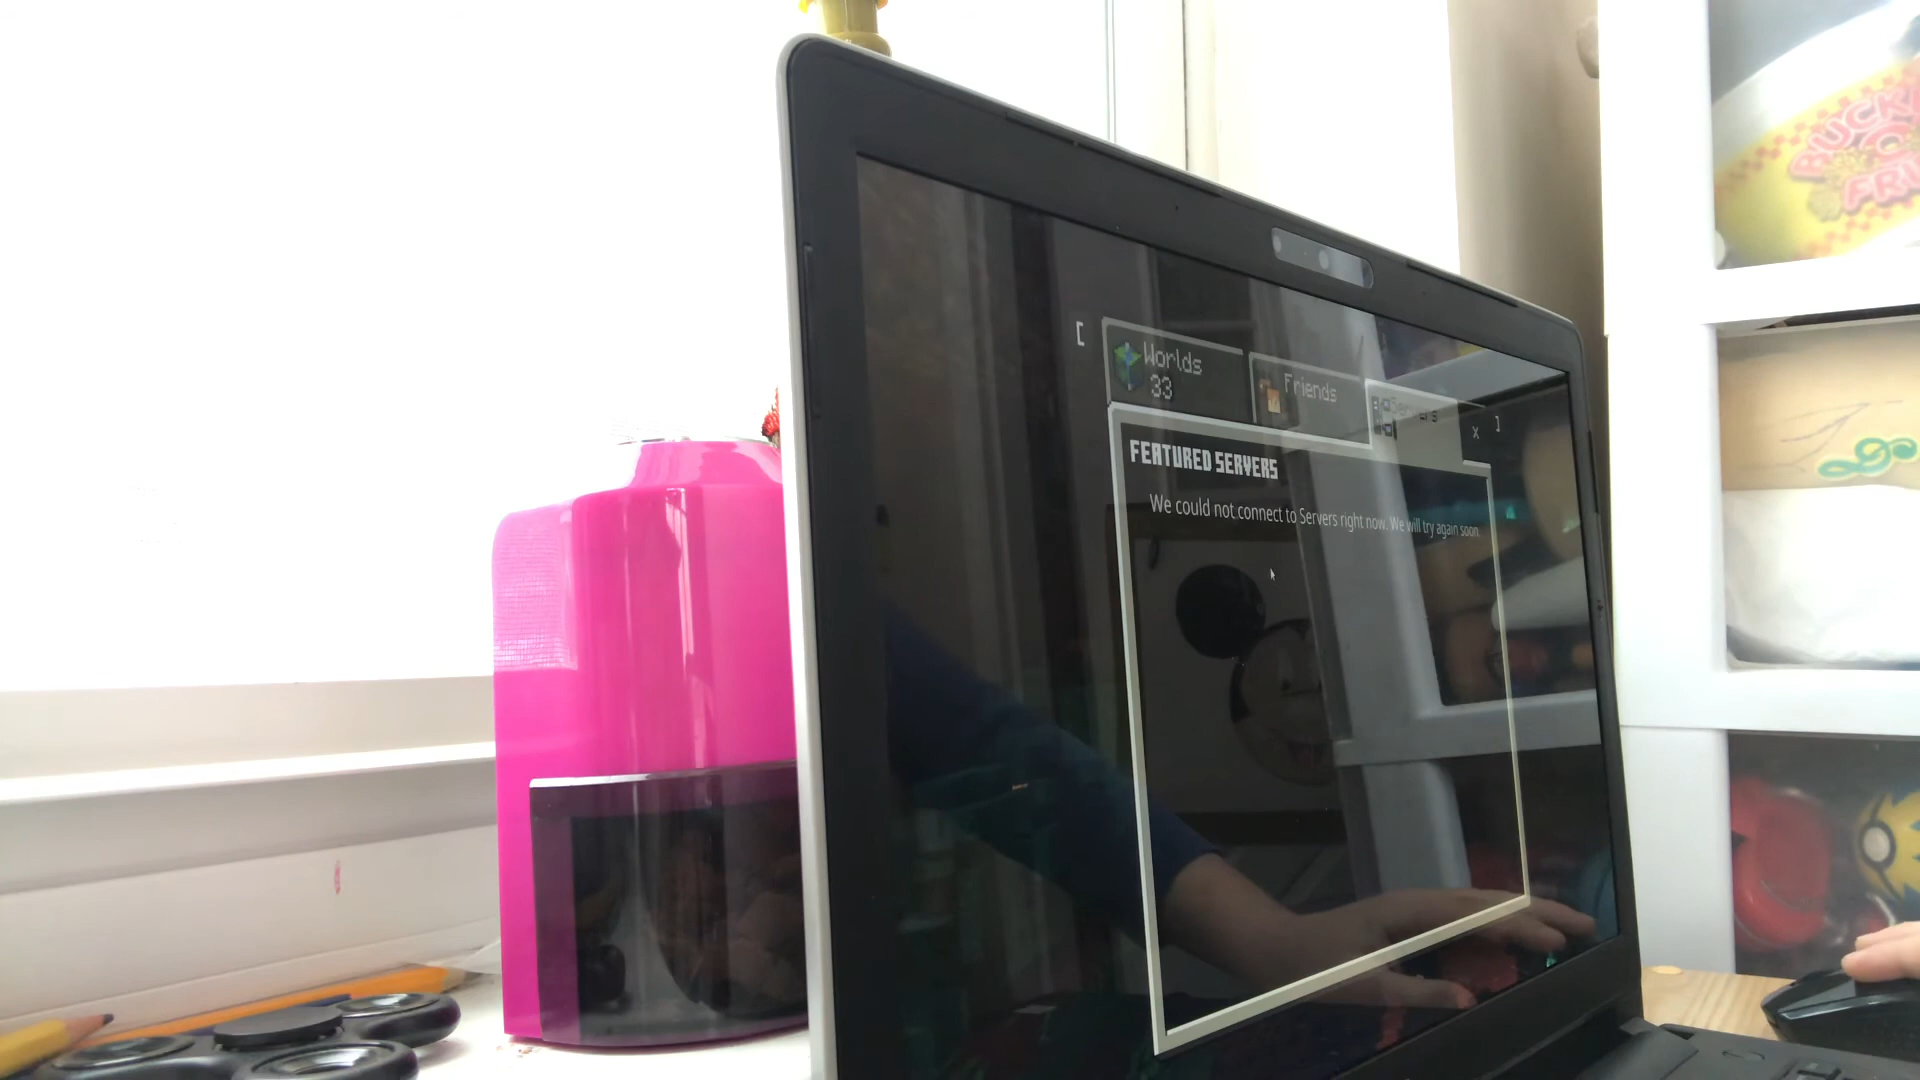 Worlds
33
Friends
FEATURED SERVERS
We could not connect to Servers right now. We will try again soon.